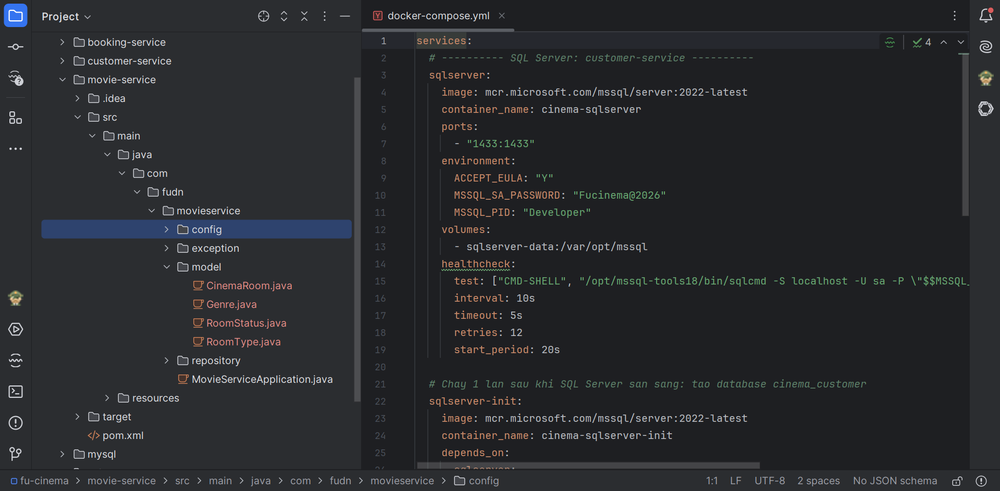 Project
docker-compose.yml
booking-service
customer-service
movie-service
.idea
src
main
java
com
fudn
movieservice
config
exception
model
CinemaRoom.java
Genre.java
RoomStatus.java
RoomType.java
repository
MovieServiceApplication.java
resources
target
</> pom.xml
mysql
4
1 services:
2 # ---------- SQL Server: customer-service ----------
3 sqlserver:
4 image: mcr.microsoft.com/mssql/server:2022-latest
5 container_name: cinema-sqlserver
6 ports:
7 - "1433:1433"
8 environment:
9 ACCEPT_EULA: "Y"
10 MSSQL_SA_PASSWORD: "Fucinema@2026"
11 MSSQL_PID: "Developer"
12 volumes:
13 - sqlserver-data:/var/opt/mssql
14 healthcheck:
15 test: ["CMD-SHELL", "/opt/mssql-tools18/bin/sqlcmd -S localhost -U sa -P \"$$MSSQL_
16 interval: 10s
17 timeout: 5s
18 retries: 12
19 start_period: 20s
20
21 # Chay 1 lan sau khi SQL Server san sang: tao database cinema_customer
22 sqlserver-init:
23 image: mcr.microsoft.com/mssql/server:2022-latest
24 container_name: cinema-sqlserver-init
25 depends_on:
fu-cinema > movie-service > src > main > java > com > fudn > movieservice > config
1:1 LF UTF-8 2 spaces No JSON schema